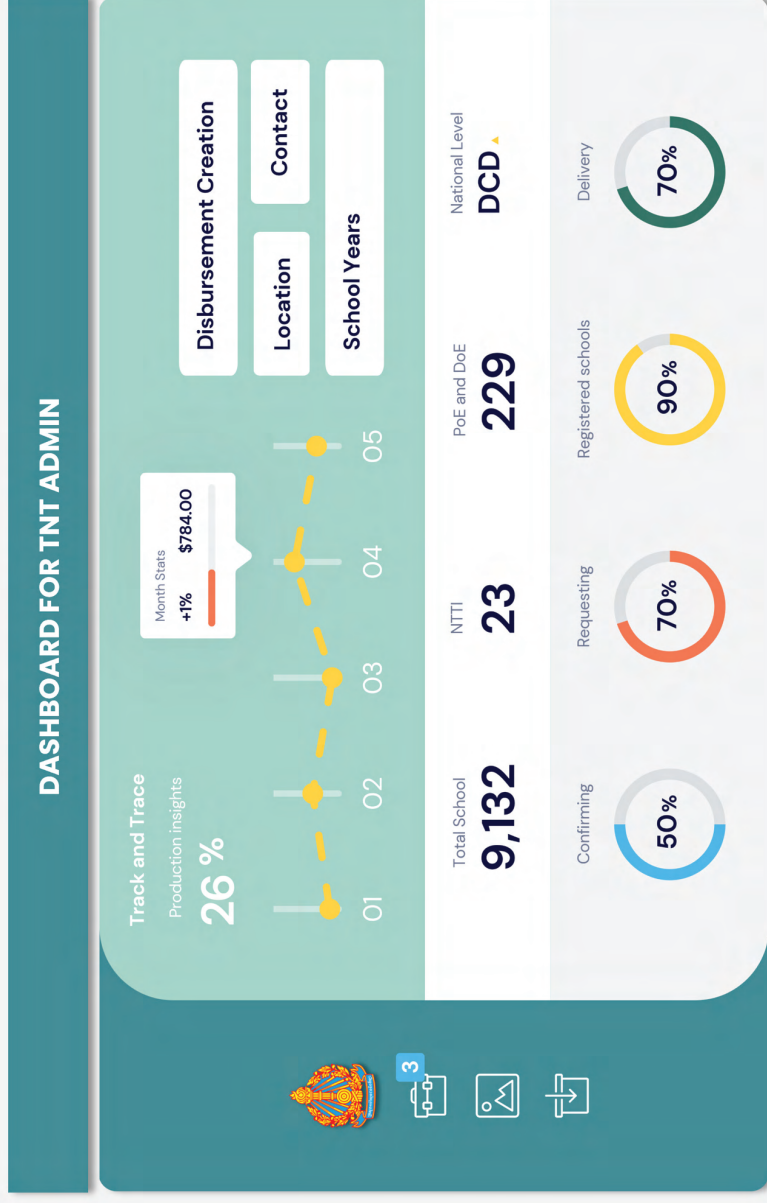 DASHBOARD FOR TNT ADMIN
3
Track and Trace
Production insights
26 %
Month Stats
+1% $784.00
01 02 03 04 05
Disbursement Creation
Location Contact
School Years
Total School
9,132
NTTI
23
PoE and DoE
229
National Level
DCD
Confirming
50%
Requesting
70%
Registered schools
90%
Delivery
70%